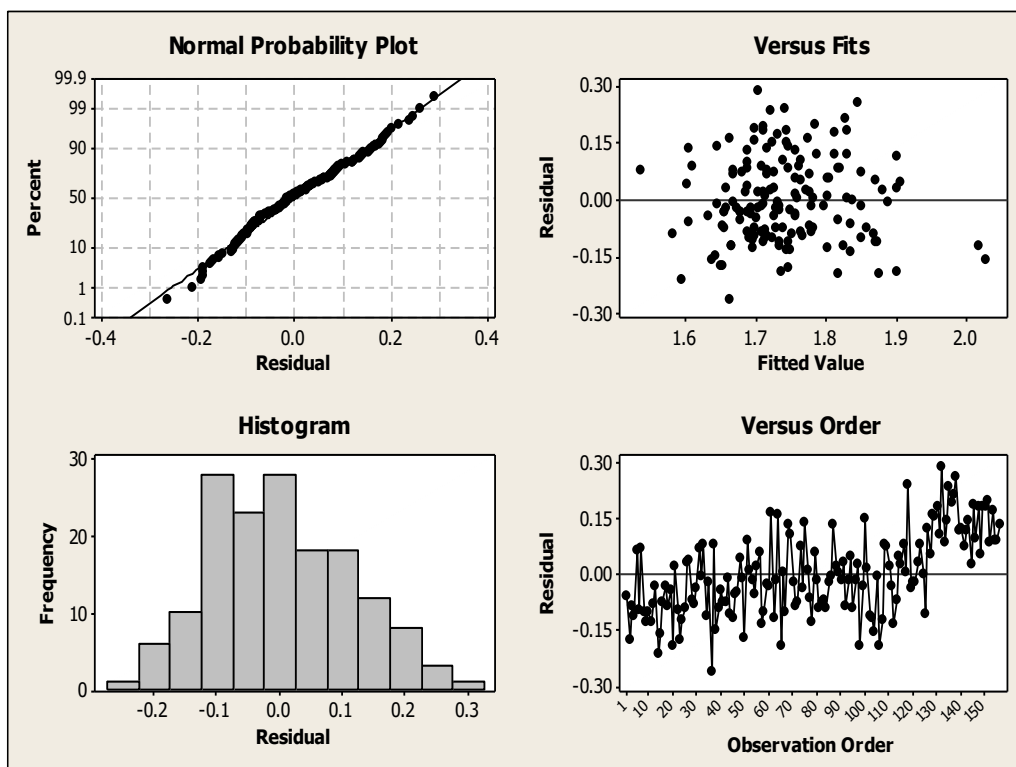 Normal Probability Plot
99.9
99
90
50
10
1
0.1
Percent
-0.4 -0.2 0.0 0.2 0.4
Residual
Versus Fits
0.30
0.15
0.00
-0.15
-0.30
Residual
1.6 1.7 1.8 1.9 2.0
Fitted Value
Histogram
30
20
10
0
Frequency
-0.2 -0.1 0.0 0.1 0.2 0.3
Residual
Versus Order
0.30
0.15
0.00
-0.15
-0.30
Residual
1 10 20 30 40 50 60 70 80 90 100 110 120 130 140 150
Observation Order